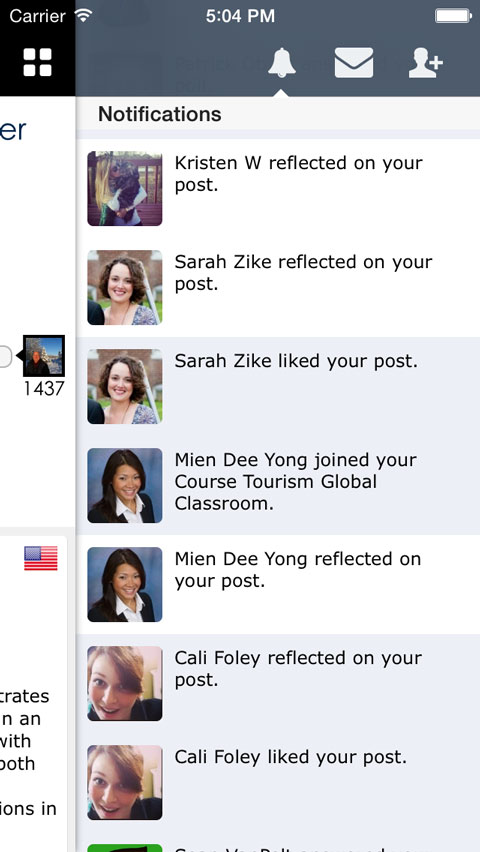 Carrier 5:04 PM
poll.
Notifications
er
Kristen W reflected on your
post.
Sarah Zike reflected on your
post.
1437
Sarah Zike liked your post.
Mien Dee Yong joined your
Course Tourism Global
Classroom.
Mien Dee Yong reflected on
your post.
Cali Foley reflected on your
post.
trates
n an
with
both
ions in
Cali Foley liked your post.